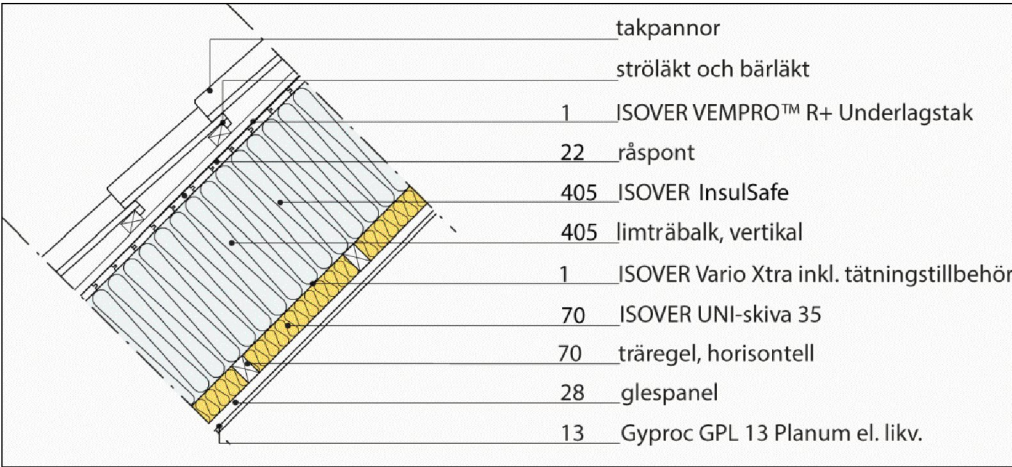 takpannor
ströläkt och bärläkt
1 ISOVER VEMPRO™ R+ Underlagstak
22 råspont
405 ISOVER InsulSafe
405 limträbalk, vertikal
1 ISOVER Vario Xtra inkl. tätningstillbehör
70 ISOVER UNI-skiva 35
70 träregel, horisontell
28 glespanel
13 Gyproc GPL 13 Planum el. likv.